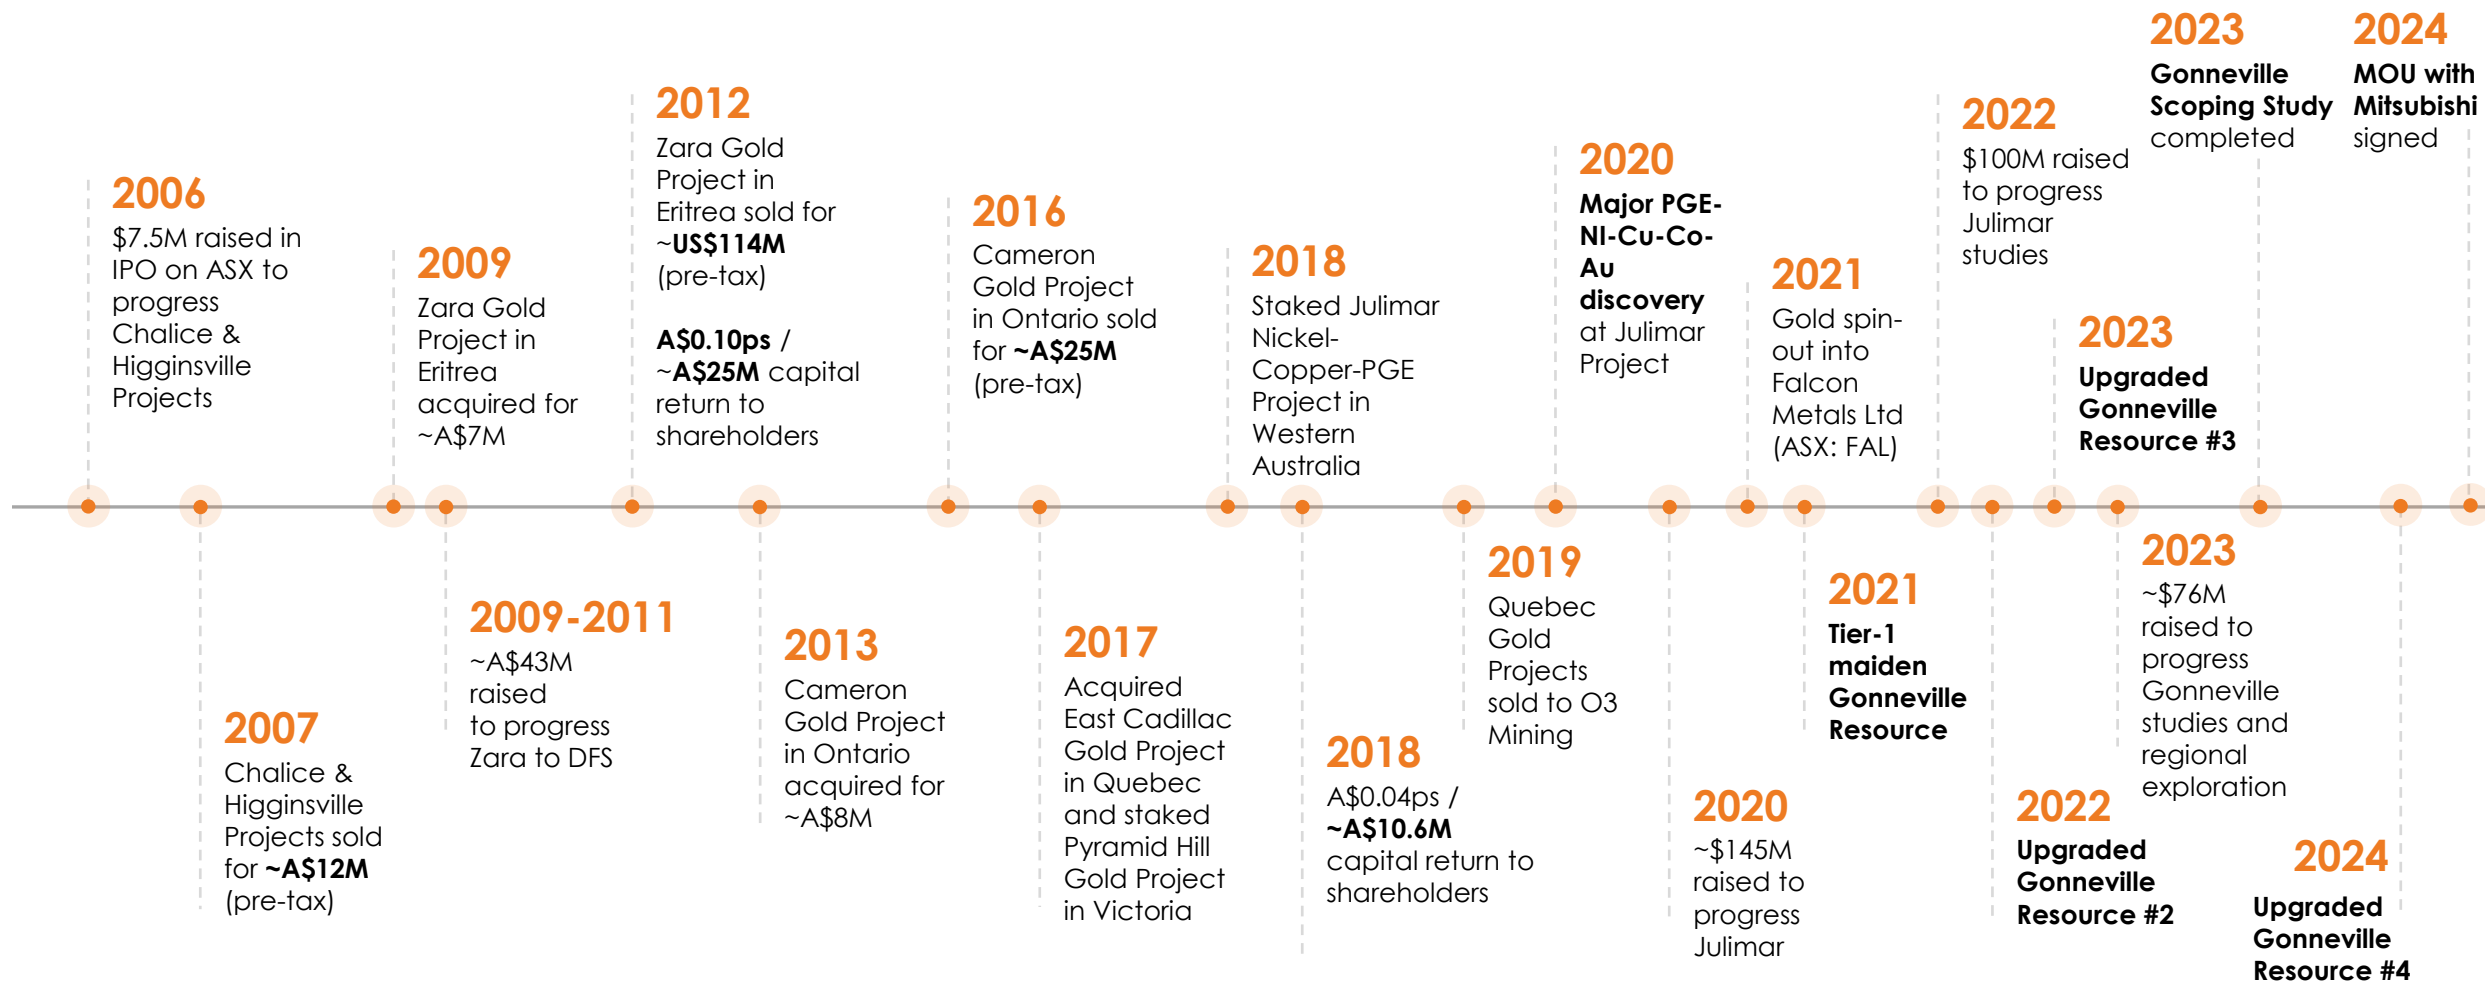 2006
$7.5M raised in
IPO on ASX to
progress
Chalice &
Higginsville
Projects
2007
Chalice &
Higginsville
Projects sold
for ~A$12M
(pre-tax)
2009
Zara Gold
Project in
Eritrea
acquired for
~A$7M
2009-2011
~A$43M
raised
to progress
Zara to DFS
2012
Zara Gold
Project in
Eritrea sold for
~US$114M
(pre-tax)
A$0.10ps /
~A$25M capital
return to
shareholders
2013
Cameron
Gold Project
in Ontario
acquired for
~A$8M
2016
Cameron
Gold Project
in Ontario sold
for ~A$25M
(pre-tax)
2017
Acquired
East Cadillac
Gold Project
in Quebec
and staked
Pyramid Hill
Gold Project
in Victoria
2018
Staked Julimar
Nickel-
Copper-PGE
Project in
Western
Australia
2018
A$0.04ps /
~A$10.6M
capital return to
shareholders
2019
Quebec
Gold
Projects
sold to O3
Mining
2020
Major PGE-
NI-Cu-Co-
Au
discovery
at Julimar
Project
2020
~$145M
raised to
progress
Julimar
2021
Gold spin-
out into
Falcon
Metals Ltd
(ASX: FAL)
2021
Tier-1
maiden
Gonneville
Resource
2022
$100M raised
to progress
Julimar
studies
2022
Upgraded
Gonneville
Resource #2
2023
Upgraded
Gonneville
Resource #3
2023
~$76M
raised to
progress
Gonneville
studies and
regional
exploration
2023
Gonneville
Scoping Study
completed
2024
Upgraded
Gonneville
Resource #4
2024
MOU with
Mitsubishi
signed